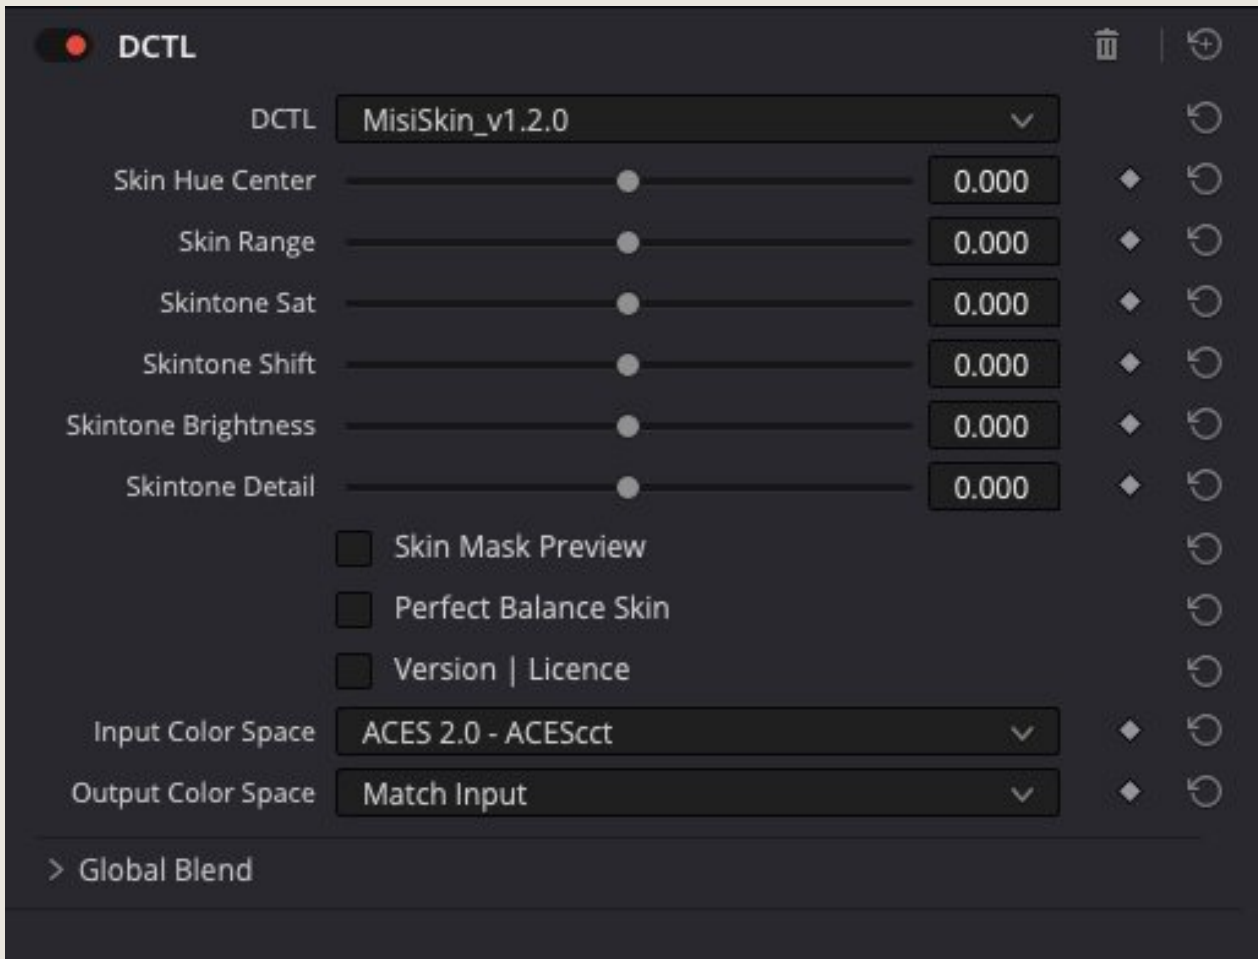 DCTL
DCTL MisiSkin_v1.2.0
Skin Hue Center 0.000
Skin Range 0.000
Skintone Sat 0.000
Skintone Shift 0.000
Skintone Brightness 0.000
Skintone Detail 0.000
Skin Mask Preview
Perfect Balance Skin
Version | Licence
Input Color Space ACES 2.0 - ACEScct
Output Color Space Match Input
Global Blend